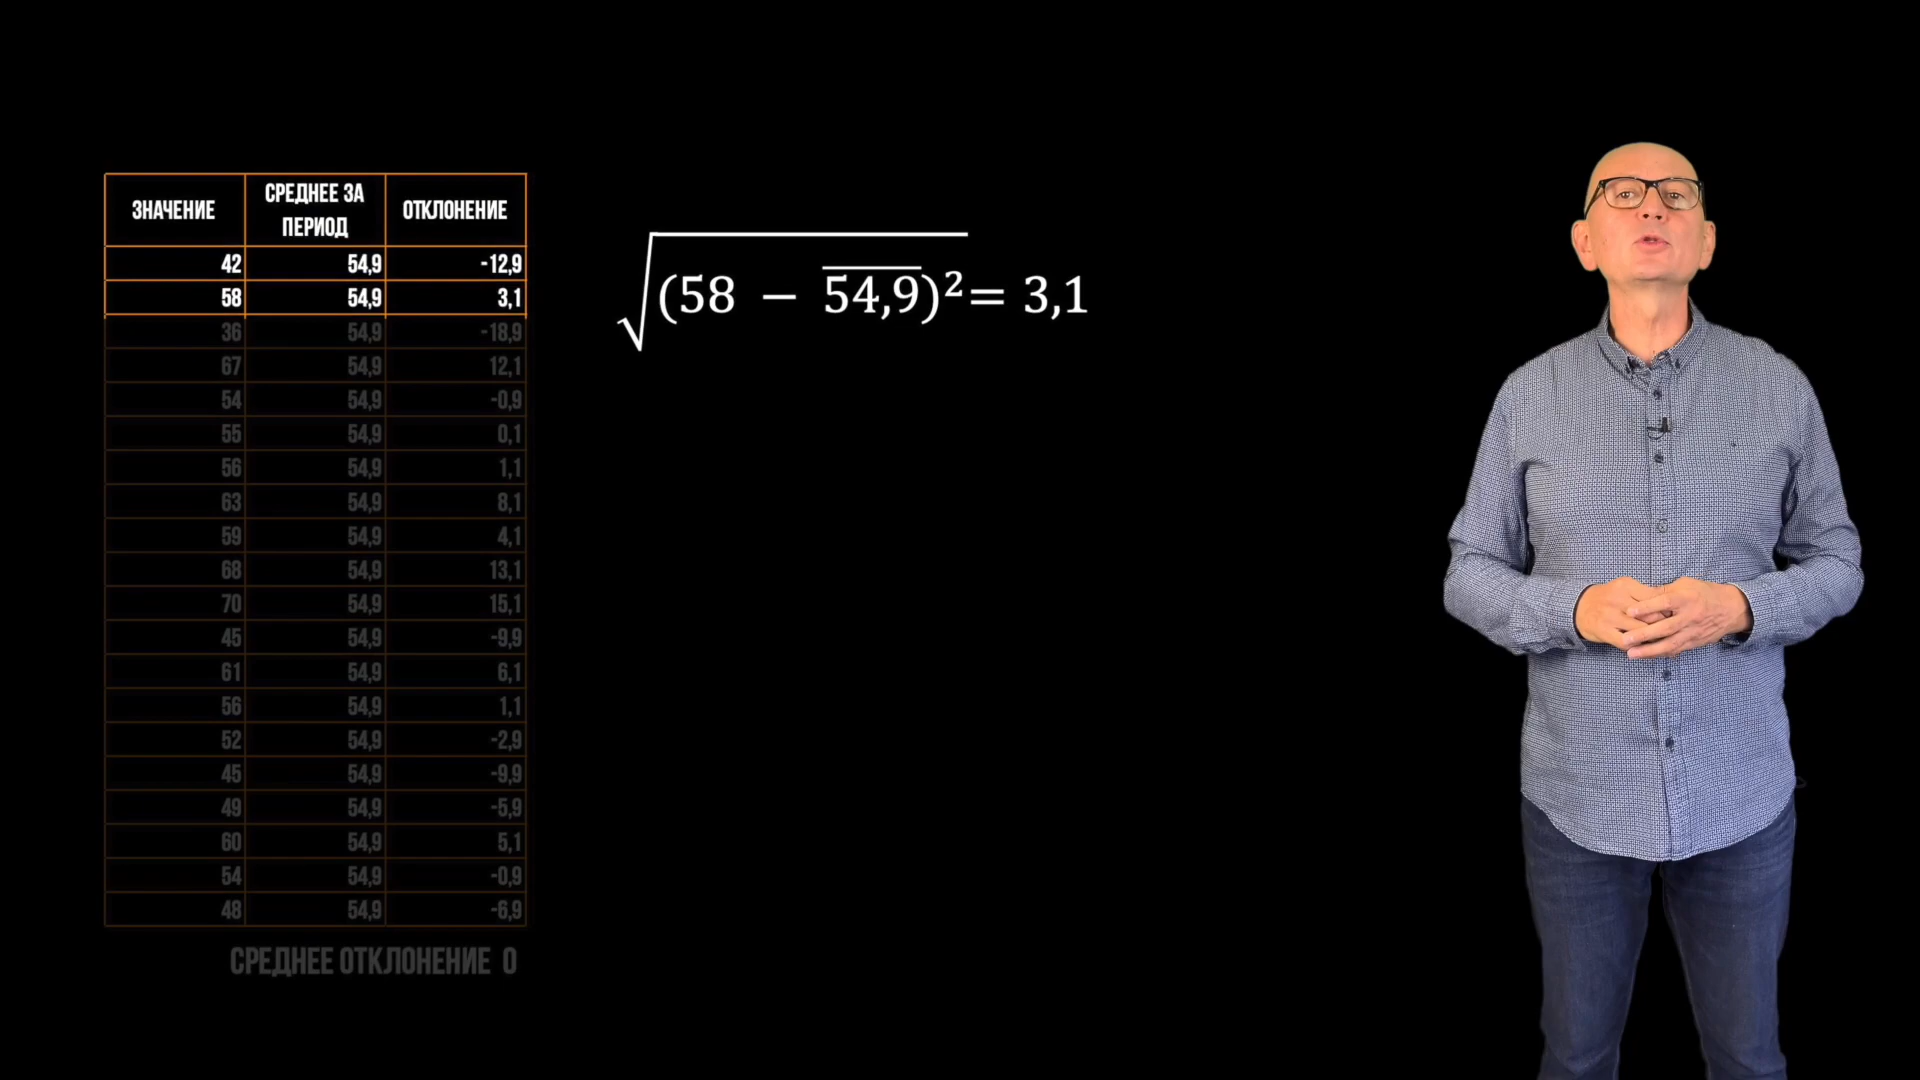 ЗНАЧЕНИЕ СРЕДНЕЕ ЗА ПЕРИОД ОТКЛОНЕНИЕ
42 54,9 -12,9
58 54,9 3,1
36 54,9 -18,9
67 54,9 12,1
54 54,9 -0,9
55 54,9 0,1
56 54,9 1,1
63 54,9 8,1
59 54,9 4,1
68 54,9 13,1
70 54,9 15,1
45 54,9 -9,9
61 54,9 6,1
56 54,9 1,1
52 54,9 -2,9
45 54,9 -9,9
49 54,9 -5,9
60 54,9 5,1
54 54,9 -0,9
48 54,9 -6,9
СРЕДНЕЕ ОТКЛОНЕНИЕ 0
√(58 − 54,9)² = 3,1